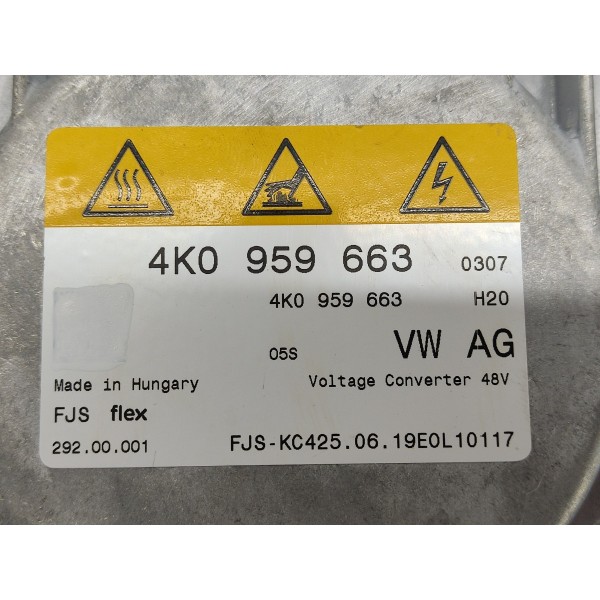 4K0 959 663 0307
4K0 959 663 H20
05S VW AG
Made in Hungary Voltage Converter 48V
FJS flex
292.00.001 FJS-KC425.06.19E0L10117